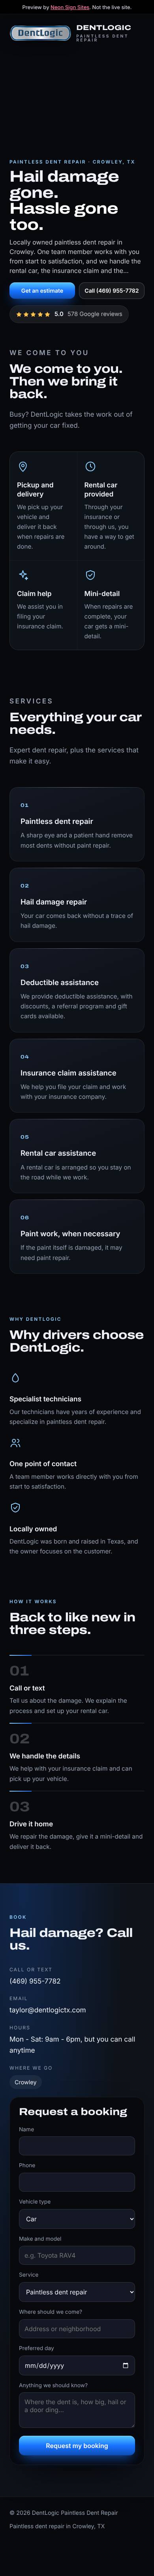 Preview by Neon Sign Sites. Not the live site.
DentLogic
DENTLOGIC
PAINTLESS DENT
REPAIR
PAINTLESS DENT REPAIR · CROWLEY, TX
Hail damage
gone.
Hassle gone
too.
Locally owned paintless dent repair in
Crowley. One team member works with you
from start to satisfaction, and we handle the
rental car, the insurance claim and the...
Get an estimate
Call (469) 955-7782
★★★★★ 5.0 578 Google reviews
WE COME TO YOU
We come to you.
Then we bring it
back.
Busy? DentLogic takes the work out of
getting your car fixed.
Pickup and
delivery
We pick up your
vehicle and
deliver it back
when repairs are
done.
Rental car
provided
Through your
insurance or
through us, you
have a way to get
around.
Claim help
We assist you in
filing your
insurance claim.
Mini-detail
When repairs are
complete, your
car gets a mini-
detail.
SERVICES
Everything your car
needs.
Expert dent repair, plus the services that
make it easy.
01
Paintless dent repair
A sharp eye and a patient hand remove
most dents without paint repair.
02
Hail damage repair
Your car comes back without a trace of
hail damage.
03
Deductible assistance
We provide deductible assistance, with
discounts, a referral program and gift
cards available.
04
Insurance claim assistance
We help you file your claim and work
with your insurance company.
05
Rental car assistance
A rental car is arranged so you stay on
the road while we work.
06
Paint work, when necessary
If the paint itself is damaged, it may
need paint repair.
WHY DENTLOGIC
Why drivers choose
DentLogic.
Specialist technicians
Our technicians have years of experience and
specialize in paintless dent repair.
One point of contact
A team member works directly with you from
start to satisfaction.
Locally owned
DentLogic was born and raised in Texas, and
the owner focuses on the customer.
HOW IT WORKS
Back to like new in
three steps.
01
Call or text
Tell us about the damage. We explain the
process and set up your rental car.
02
We handle the details
We help with your insurance claim and can
pick up your vehicle.
03
Drive it home
We repair the damage, give it a mini-detail and
deliver it back.
BOOK
Hail damage? Call
us.
CALL OR TEXT
(469) 955-7782
EMAIL
taylor@dentlogictx.com
HOURS
Mon - Sat: 9am - 6pm, but you can call
anytime
WHERE WE GO
Crowley
Request a booking
Name
Phone
Vehicle type
Car
Make and model
e.g. Toyota RAV4
Service
Paintless dent repair
Where should we come?
Address or neighborhood
Preferred day
mm/dd/yyyy
Anything we should know?
Where the dent is, how big, hail or
a door ding...
Request my booking
© 2026 DentLogic Paintless Dent Repair
Paintless dent repair in Crowley, TX